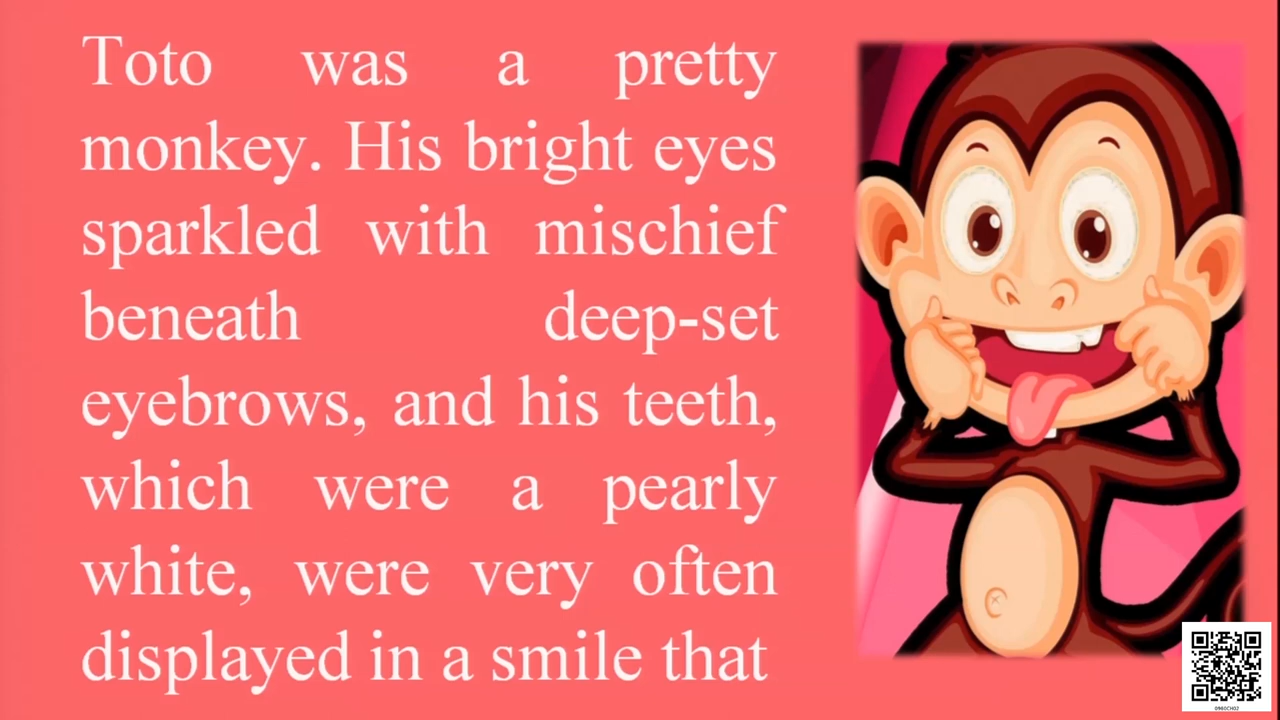 Toto was a pretty
monkey. His bright eyes
sparkled with mischief
beneath deep-set
eyebrows, and his teeth,
which were a pearly
white, were very often
displayed in a smile that
0960CH02